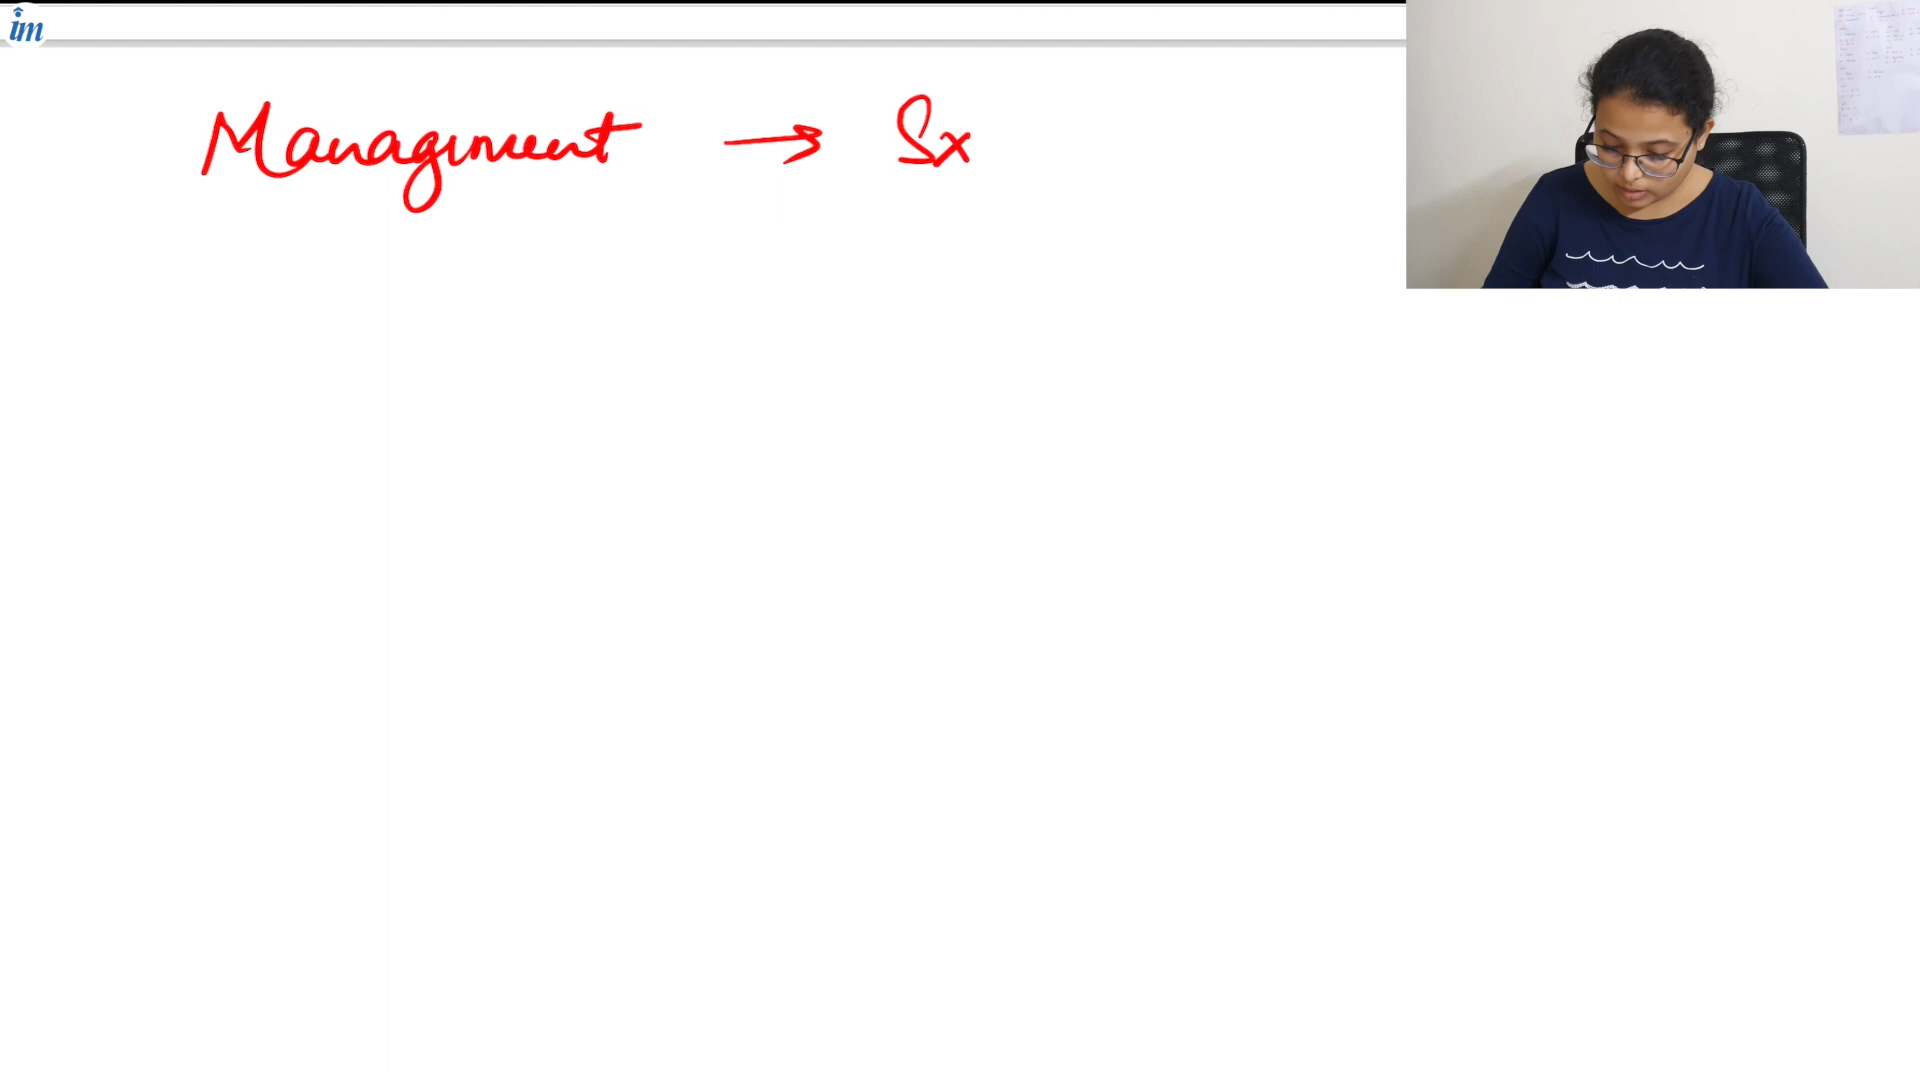 im
Management → Sx